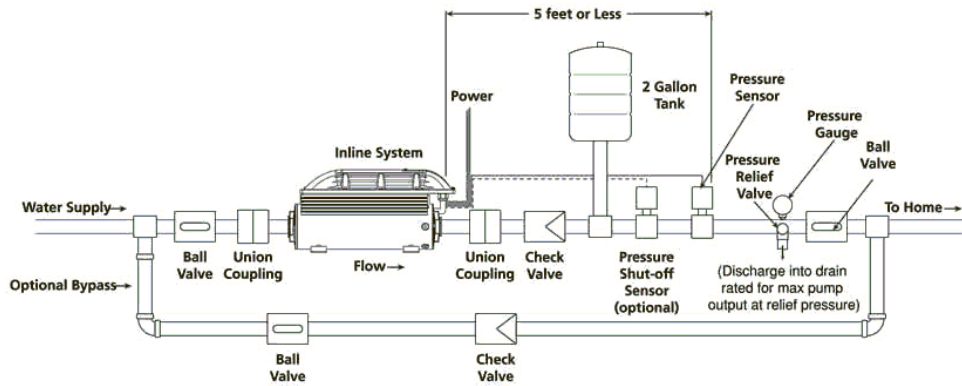 5 feet or Less
Power
2 Gallon
Tank
Pressure
Sensor
Pressure
Gauge
Ball
Valve
Inline System
Pressure
Relief
Valve
Water Supply
To Home
Ball
Valve
Union
Coupling
Flow
Union
Coupling
Check
Valve
Pressure
Shut-off
Sensor
(optional)
(Discharge into drain
rated for max pump
output at relief pressure)
Optional Bypass
Ball
Valve
Check
Valve